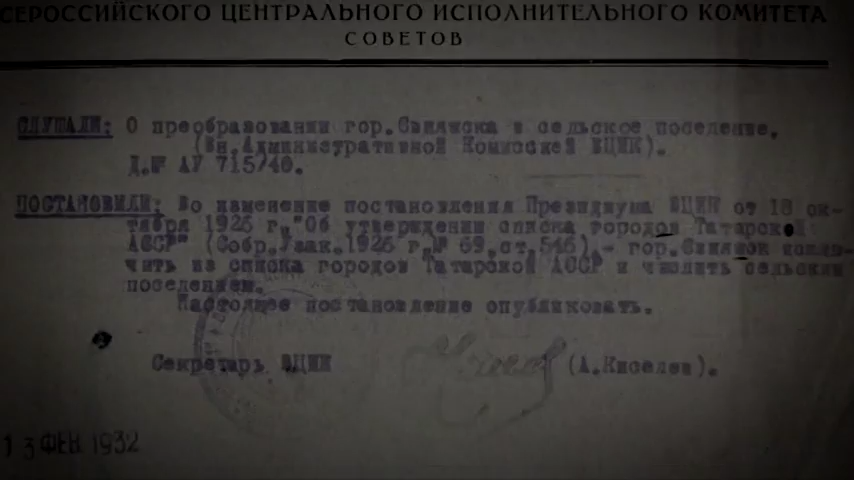 СЕРОССИЙСКОГО ЦЕНТРАЛЬНОГО ИСПОЛНИТЕЛЬНОГО КОМИТЕТА
СОВЕТОВ
СЛУШАЛИ: О преобразовании гор.Свияжска в сельское поселение.
(Вн.Административной Комиссией ВЦИК).
Д.№ АУ 715/40.
ПОСТАНОВИЛИ: Во изменение постановления Президиума ВЦИК от 18 ок-
тября 1926 г. "Об утверждении списка городов Татарской
АССР" (Собр.Узак.1926 г.№ 69,ст.546) - гор.Свияжск исклю-
чить из списка городов Татарской АССР и числить сельским
поселением.
Настоящее постановление опубликовать.
Секретарь ВЦИК (А.Киселев).
13 ФЕВ 1932